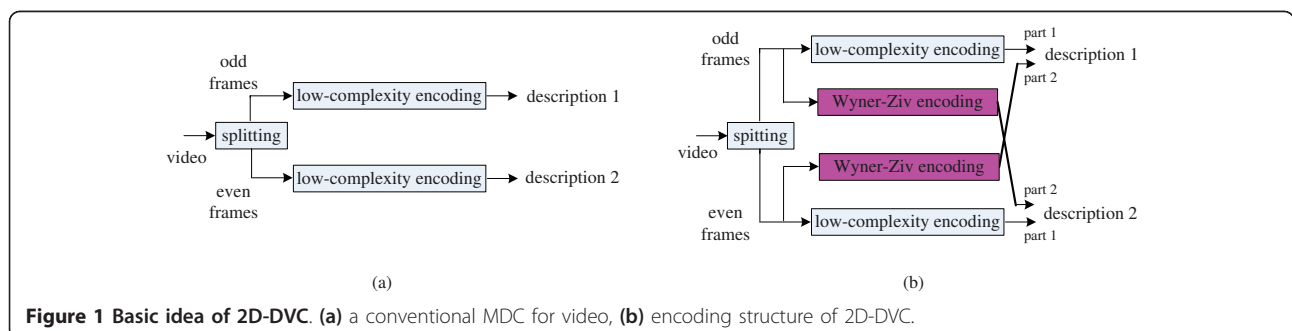 odd
frames
low-complexity encoding
description 1
splitting
video
low-complexity encoding
description 2
even
frames
(a)
odd
frames
low-complexity encoding
part 1
description 1
part 2
Wyner-Ziv encoding
spitting
video
Wyner-Ziv encoding
part 2
even
frames
low-complexity encoding
description 2
part 1
(b)
Figure 1 Basic idea of 2D-DVC. (a) a conventional MDC for video, (b) encoding structure of 2D-DVC.